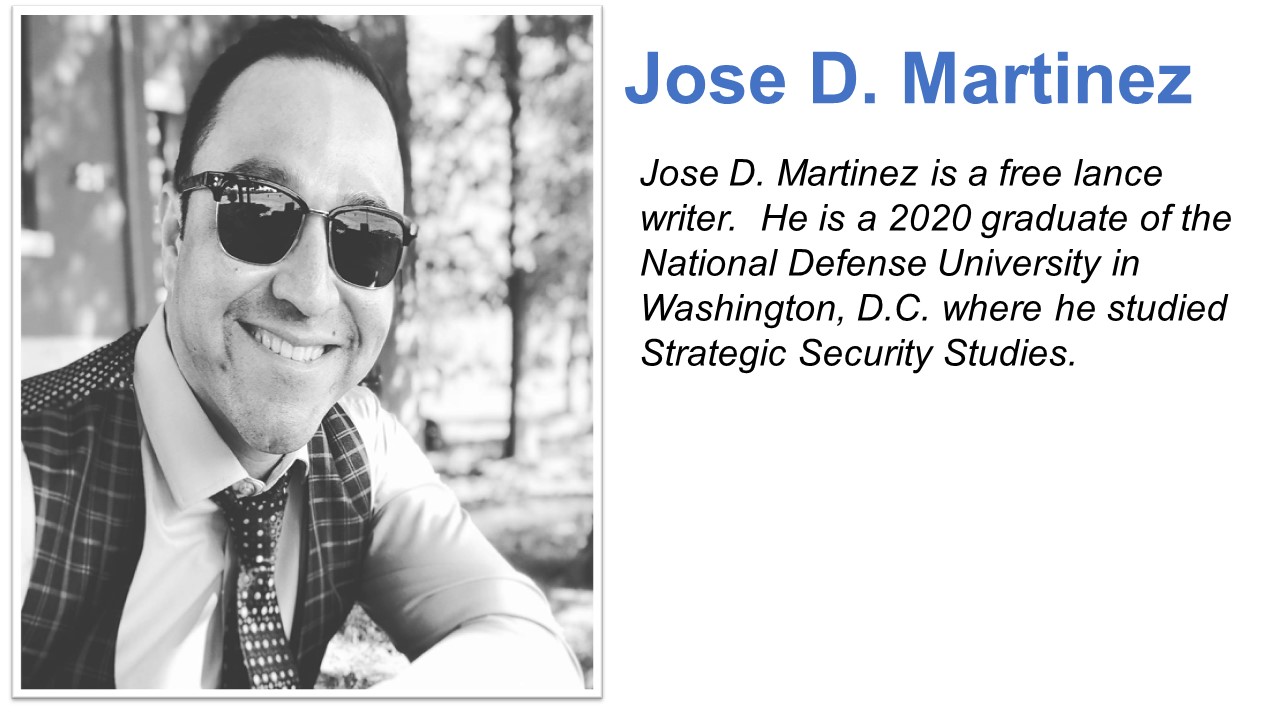 Jose D. Martinez
Jose D. Martinez is a free lance
writer.  He is a 2020 graduate of the
National Defense University in
Washington, D.C. where he studied
Strategic Security Studies.